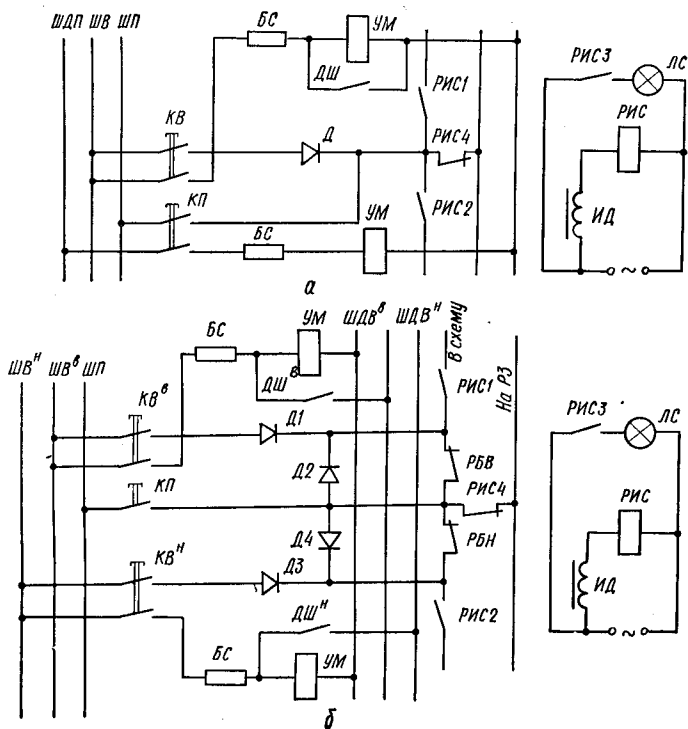 ШДП ШВ ШП
БС УМ
ДШ
РИС1
РИС3 ЛС
РИС
КВ
Д
РИС4
КП
РИС2
БС УМ
ИД
~
а
ШВн ШВв ШП
БС УМ ШДВв ШДВн В схему
ДШв
РИС1
На РЗ
КВв
Д1
РИС3 ЛС
РБВ
Д2
КП
РИС4
РИС
Д4
РБН
КВн
Д3
ИД
ДШн
РИС2
~
БС УМ
б